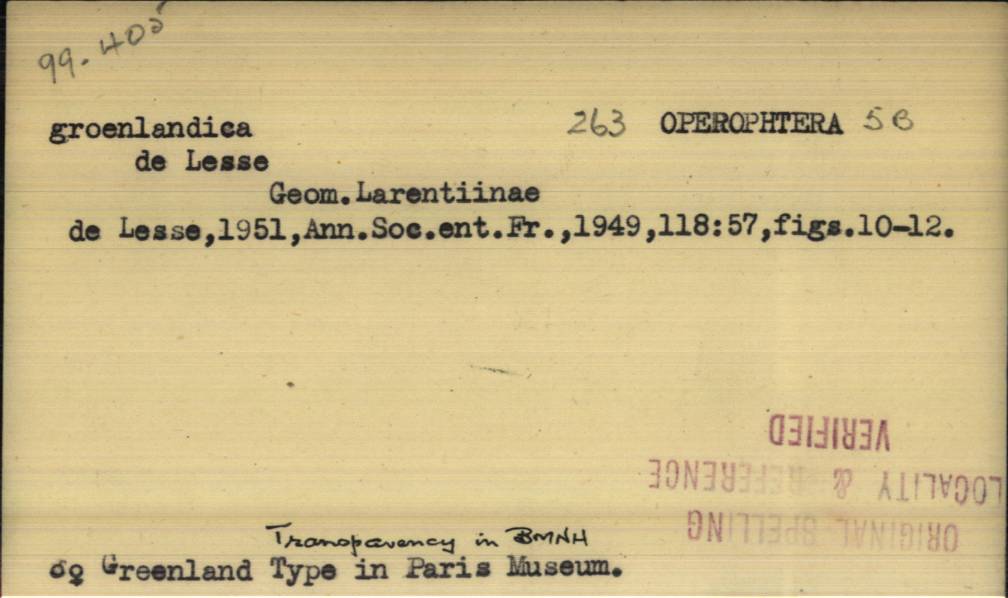 99.405
groenlandica 263 OPEROPHTERA 5B
de Lesse
Geom.Larentiinae
de Lesse,1951,Ann.Soc.ent.Fr.,1949,118:57,figs.10-12.
ORIGINAL SPELLING
LOCALITY & REFERENCE
VERIFIED
Transparency in BMNH
♂♀ Greenland Type in Paris Museum.